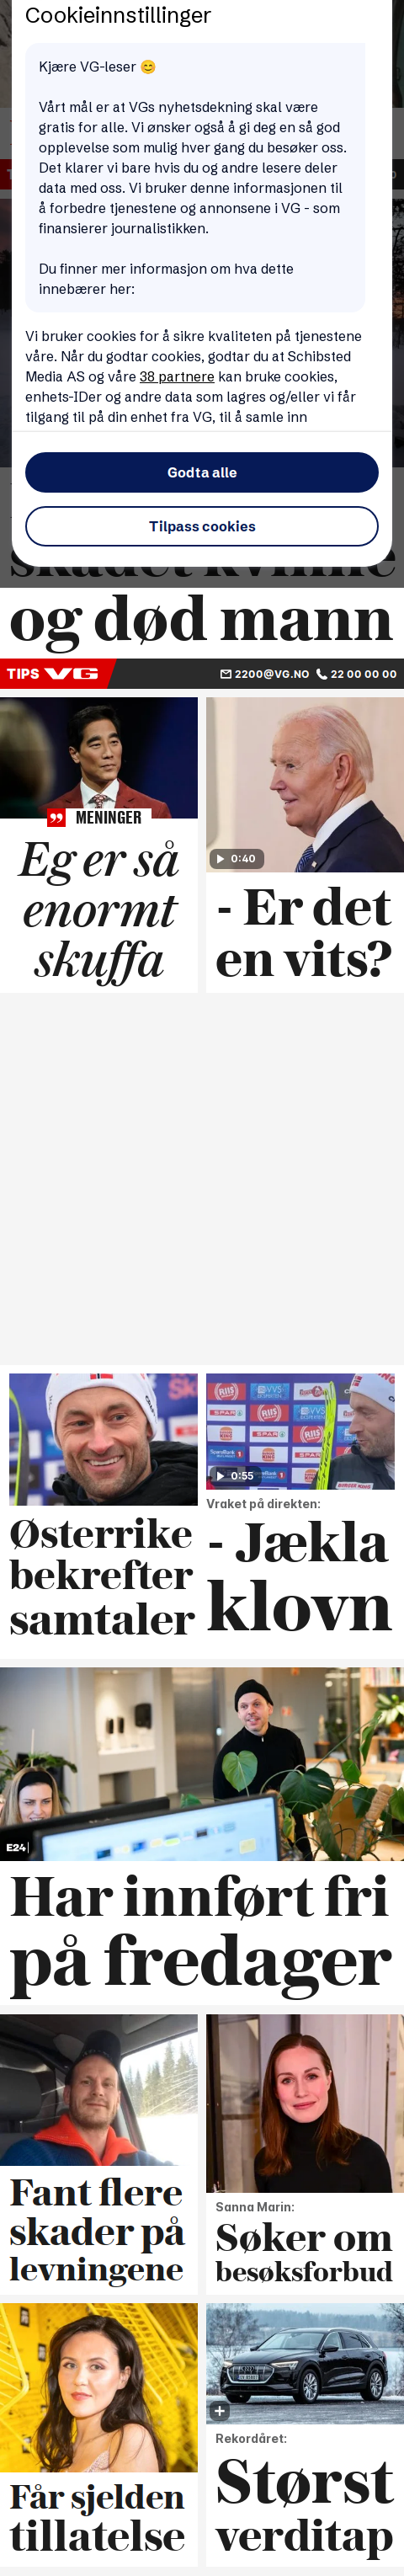 Cookieinnstillinger
Kjære VG-leser 😊
Vårt mål er at VGs nyhetsdekning skal være
gratis for alle. Vi ønsker også å gi deg en så god
opplevelse som mulig hver gang du besøker oss.
Det klarer vi bare hvis du og andre lesere deler
data med oss. Vi bruker denne informasjonen til
å forbedre tjenestene og annonsene i VG - som
finansierer journalistikken.
Du finner mer informasjon om hva dette
innebærer her:
Vi bruker cookies for å sikre kvaliteten på tjenestene
våre. Når du godtar cookies, godtar du at Schibsted
Media AS og våre 38 partnere kan bruke cookies,
enhets-IDer og andre data som lagres og/eller vi får
tilgang til på din enhet fra VG, til å samle inn
Godta alle
Tilpass cookies
skadet kvinne
og død mann
TIPS VG 2200@VG.NO 22 00 00 00
MENINGER
Eg er så
enormt
skuffa
0:40
- Er det
en vits?
Østerrike
bekrefter
samtaler
0:55
Vraket på direkten:
- Jækla
klovn
E24
Har innført fri
på fredager
Fant flere
skader på
levningene
Sanna Marin:
Søker om
besøksforbud
Får sjelden
tillatelse
Rekordåret:
Størst
verditap